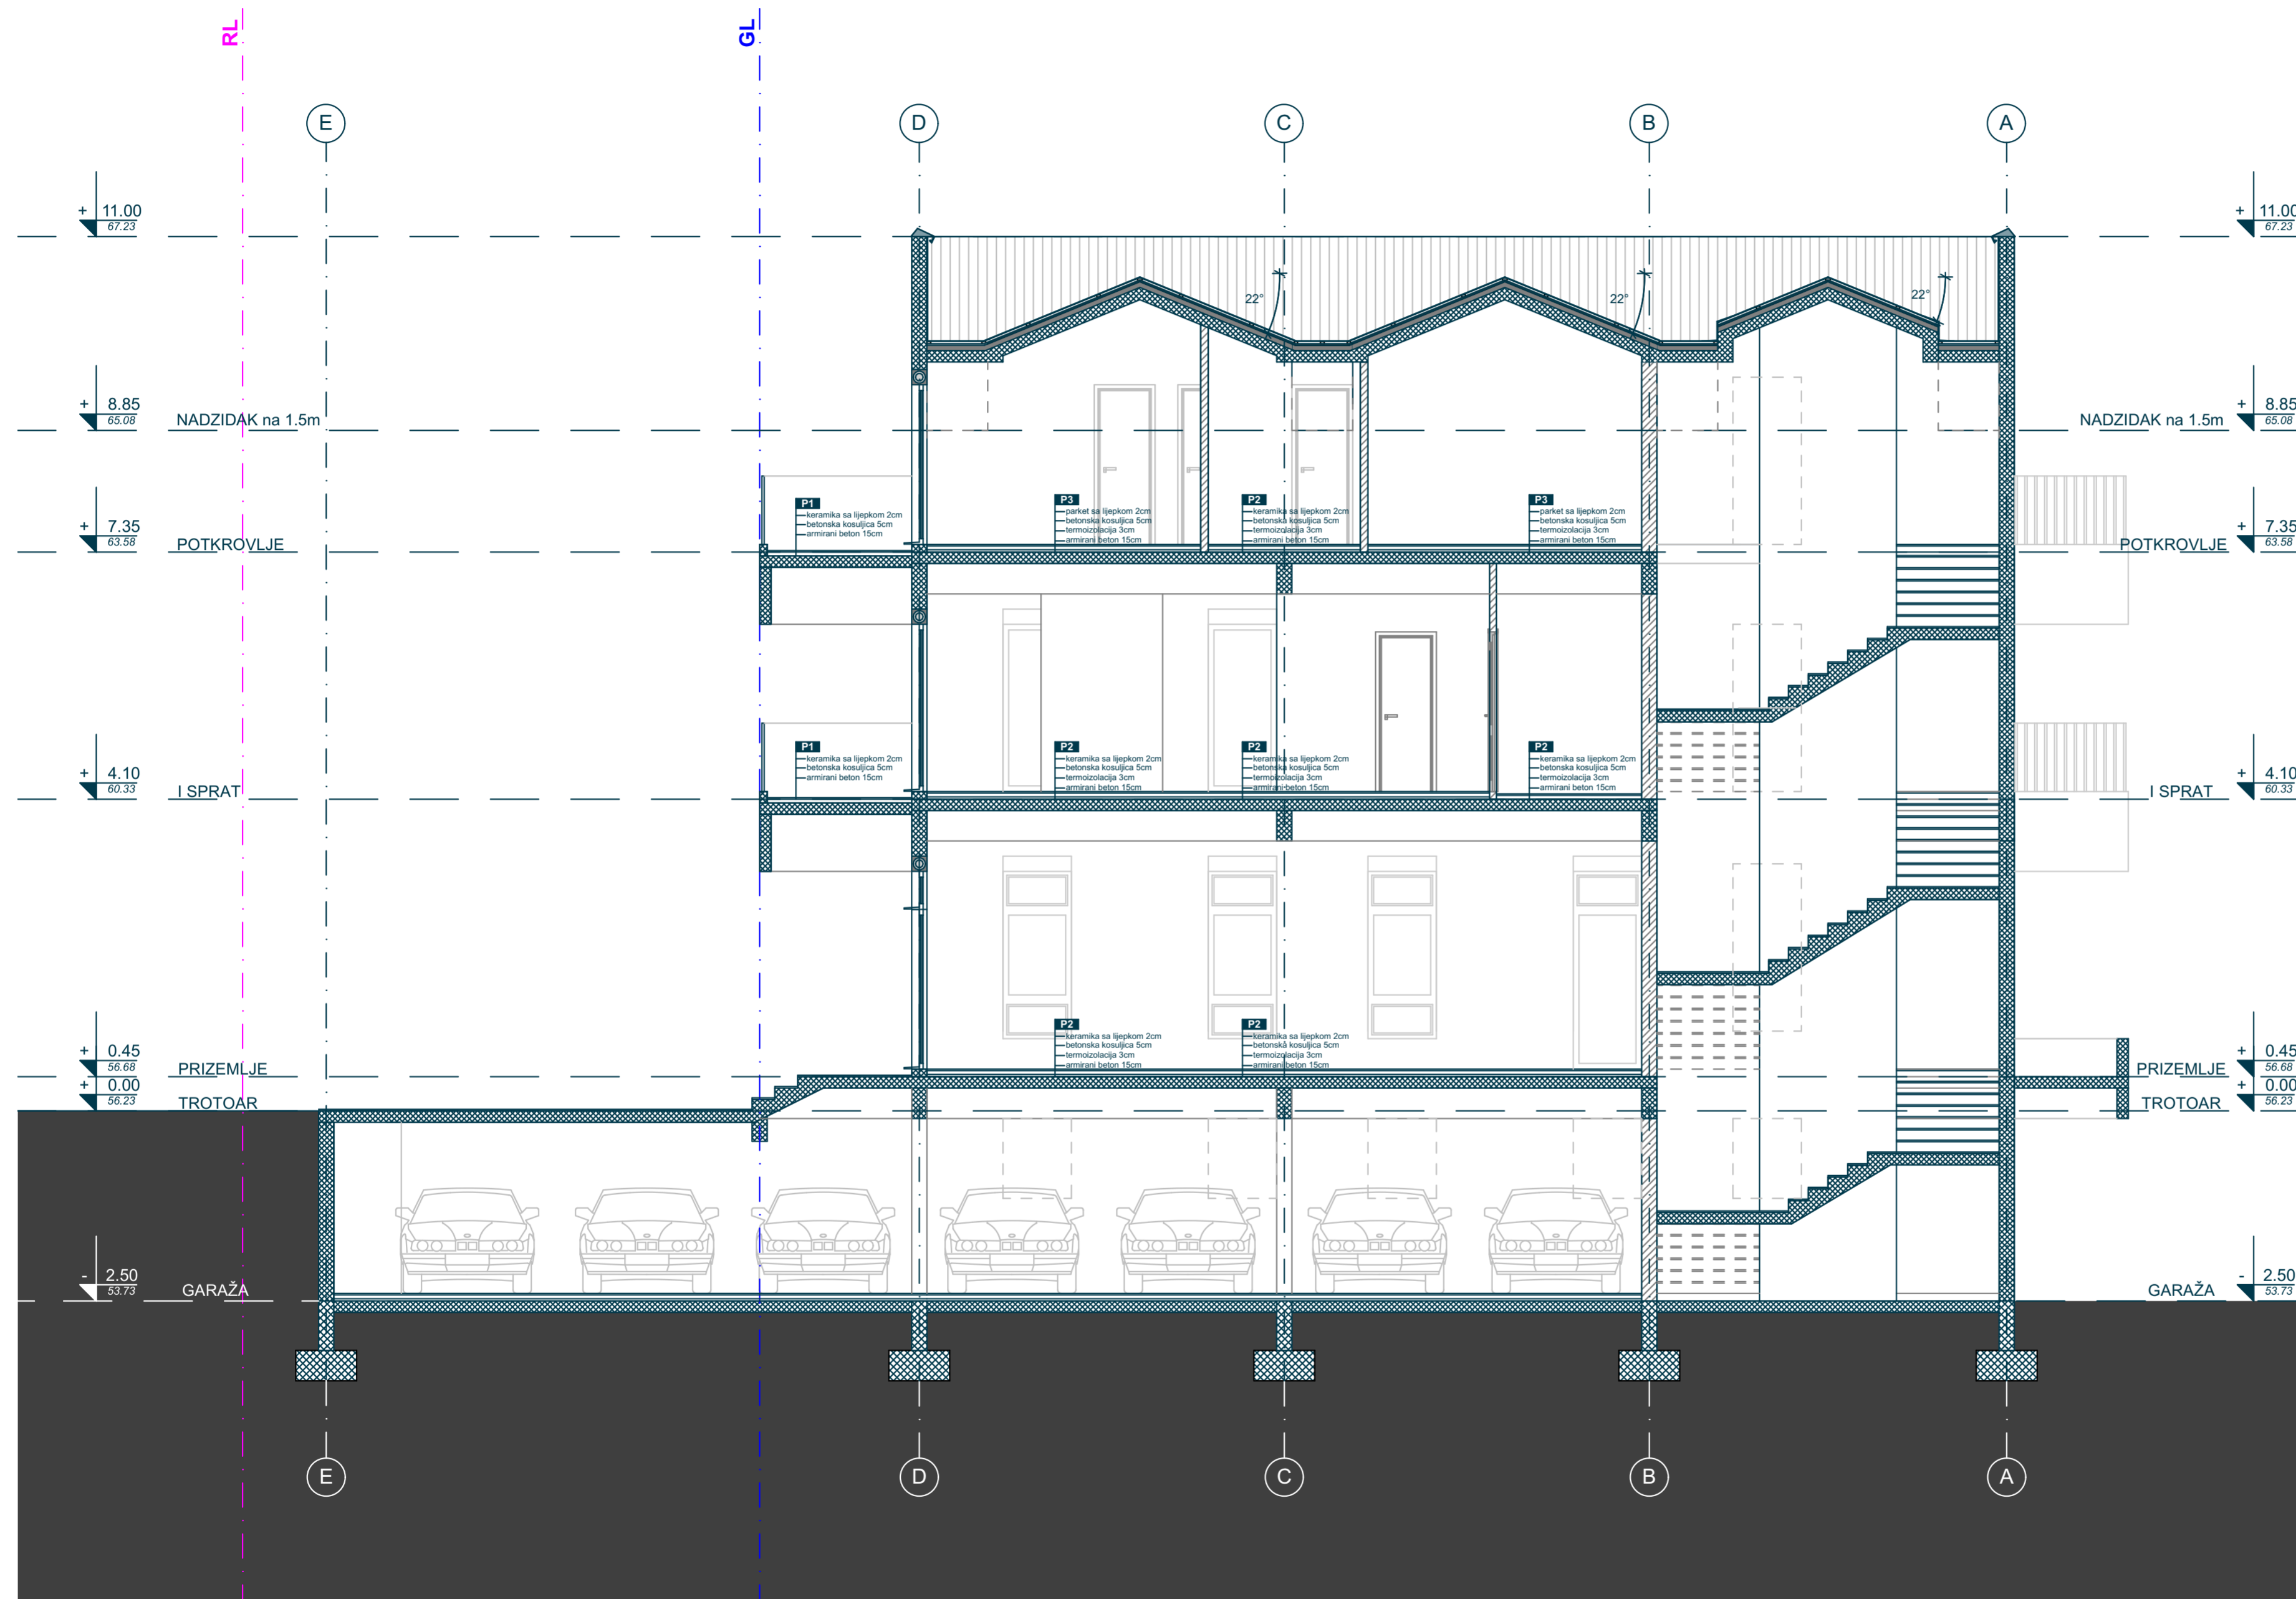 RL
GL
E
D
C
B
A
+ 11.00
67.23
+ 11.00
67.23
22°
22°
22°
+ 8.85
65.08
NADZIDAK na 1.5m
NADZIDAK na 1.5m
+ 8.85
65.08
P1
keramika sa lijepkom 2cm
betonska kosuljica 5cm
armirani beton 15cm
P3
parket sa lijepkom 2cm
betonska kosuljica 5cm
termoizolacija 3cm
armirani beton 15cm
P2
keramika sa lijepkom 2cm
betonska kosuljica 5cm
termoizolacija 3cm
armirani beton 15cm
P3
parket sa lijepkom 2cm
betonska kosuljica 5cm
termoizolacija 3cm
armirani beton 15cm
+ 7.35
63.58
POTKROVLJE
POTKROVLJE
+ 7.35
63.58
P1
keramika sa lijepkom 2cm
betonska kosuljica 5cm
armirani beton 15cm
P2
keramika sa lijepkom 2cm
betonska kosuljica 5cm
termoizolacija 3cm
armirani beton 15cm
P2
keramika sa lijepkom 2cm
betonska kosuljica 5cm
termoizolacija 3cm
armirani beton 15cm
P2
keramika sa lijepkom 2cm
betonska kosuljica 5cm
termoizolacija 3cm
armirani beton 15cm
+ 4.10
60.33
I SPRAT
I SPRAT
+ 4.10
60.33
P2
keramika sa lijepkom 2cm
betonska kosuljica 5cm
termoizolacija 3cm
armirani beton 15cm
P2
keramika sa lijepkom 2cm
betonska kosuljica 5cm
termoizolacija 3cm
armirani beton 15cm
+ 0.45
56.68
PRIZEMLJE
PRIZEMLJE
+ 0.45
56.68
+ 0.00
56.23
TROTOAR
TROTOAR
+ 0.00
56.23
- 2.50
53.73
GARAŽA
GARAŽA
- 2.50
53.73
E
D
C
B
A